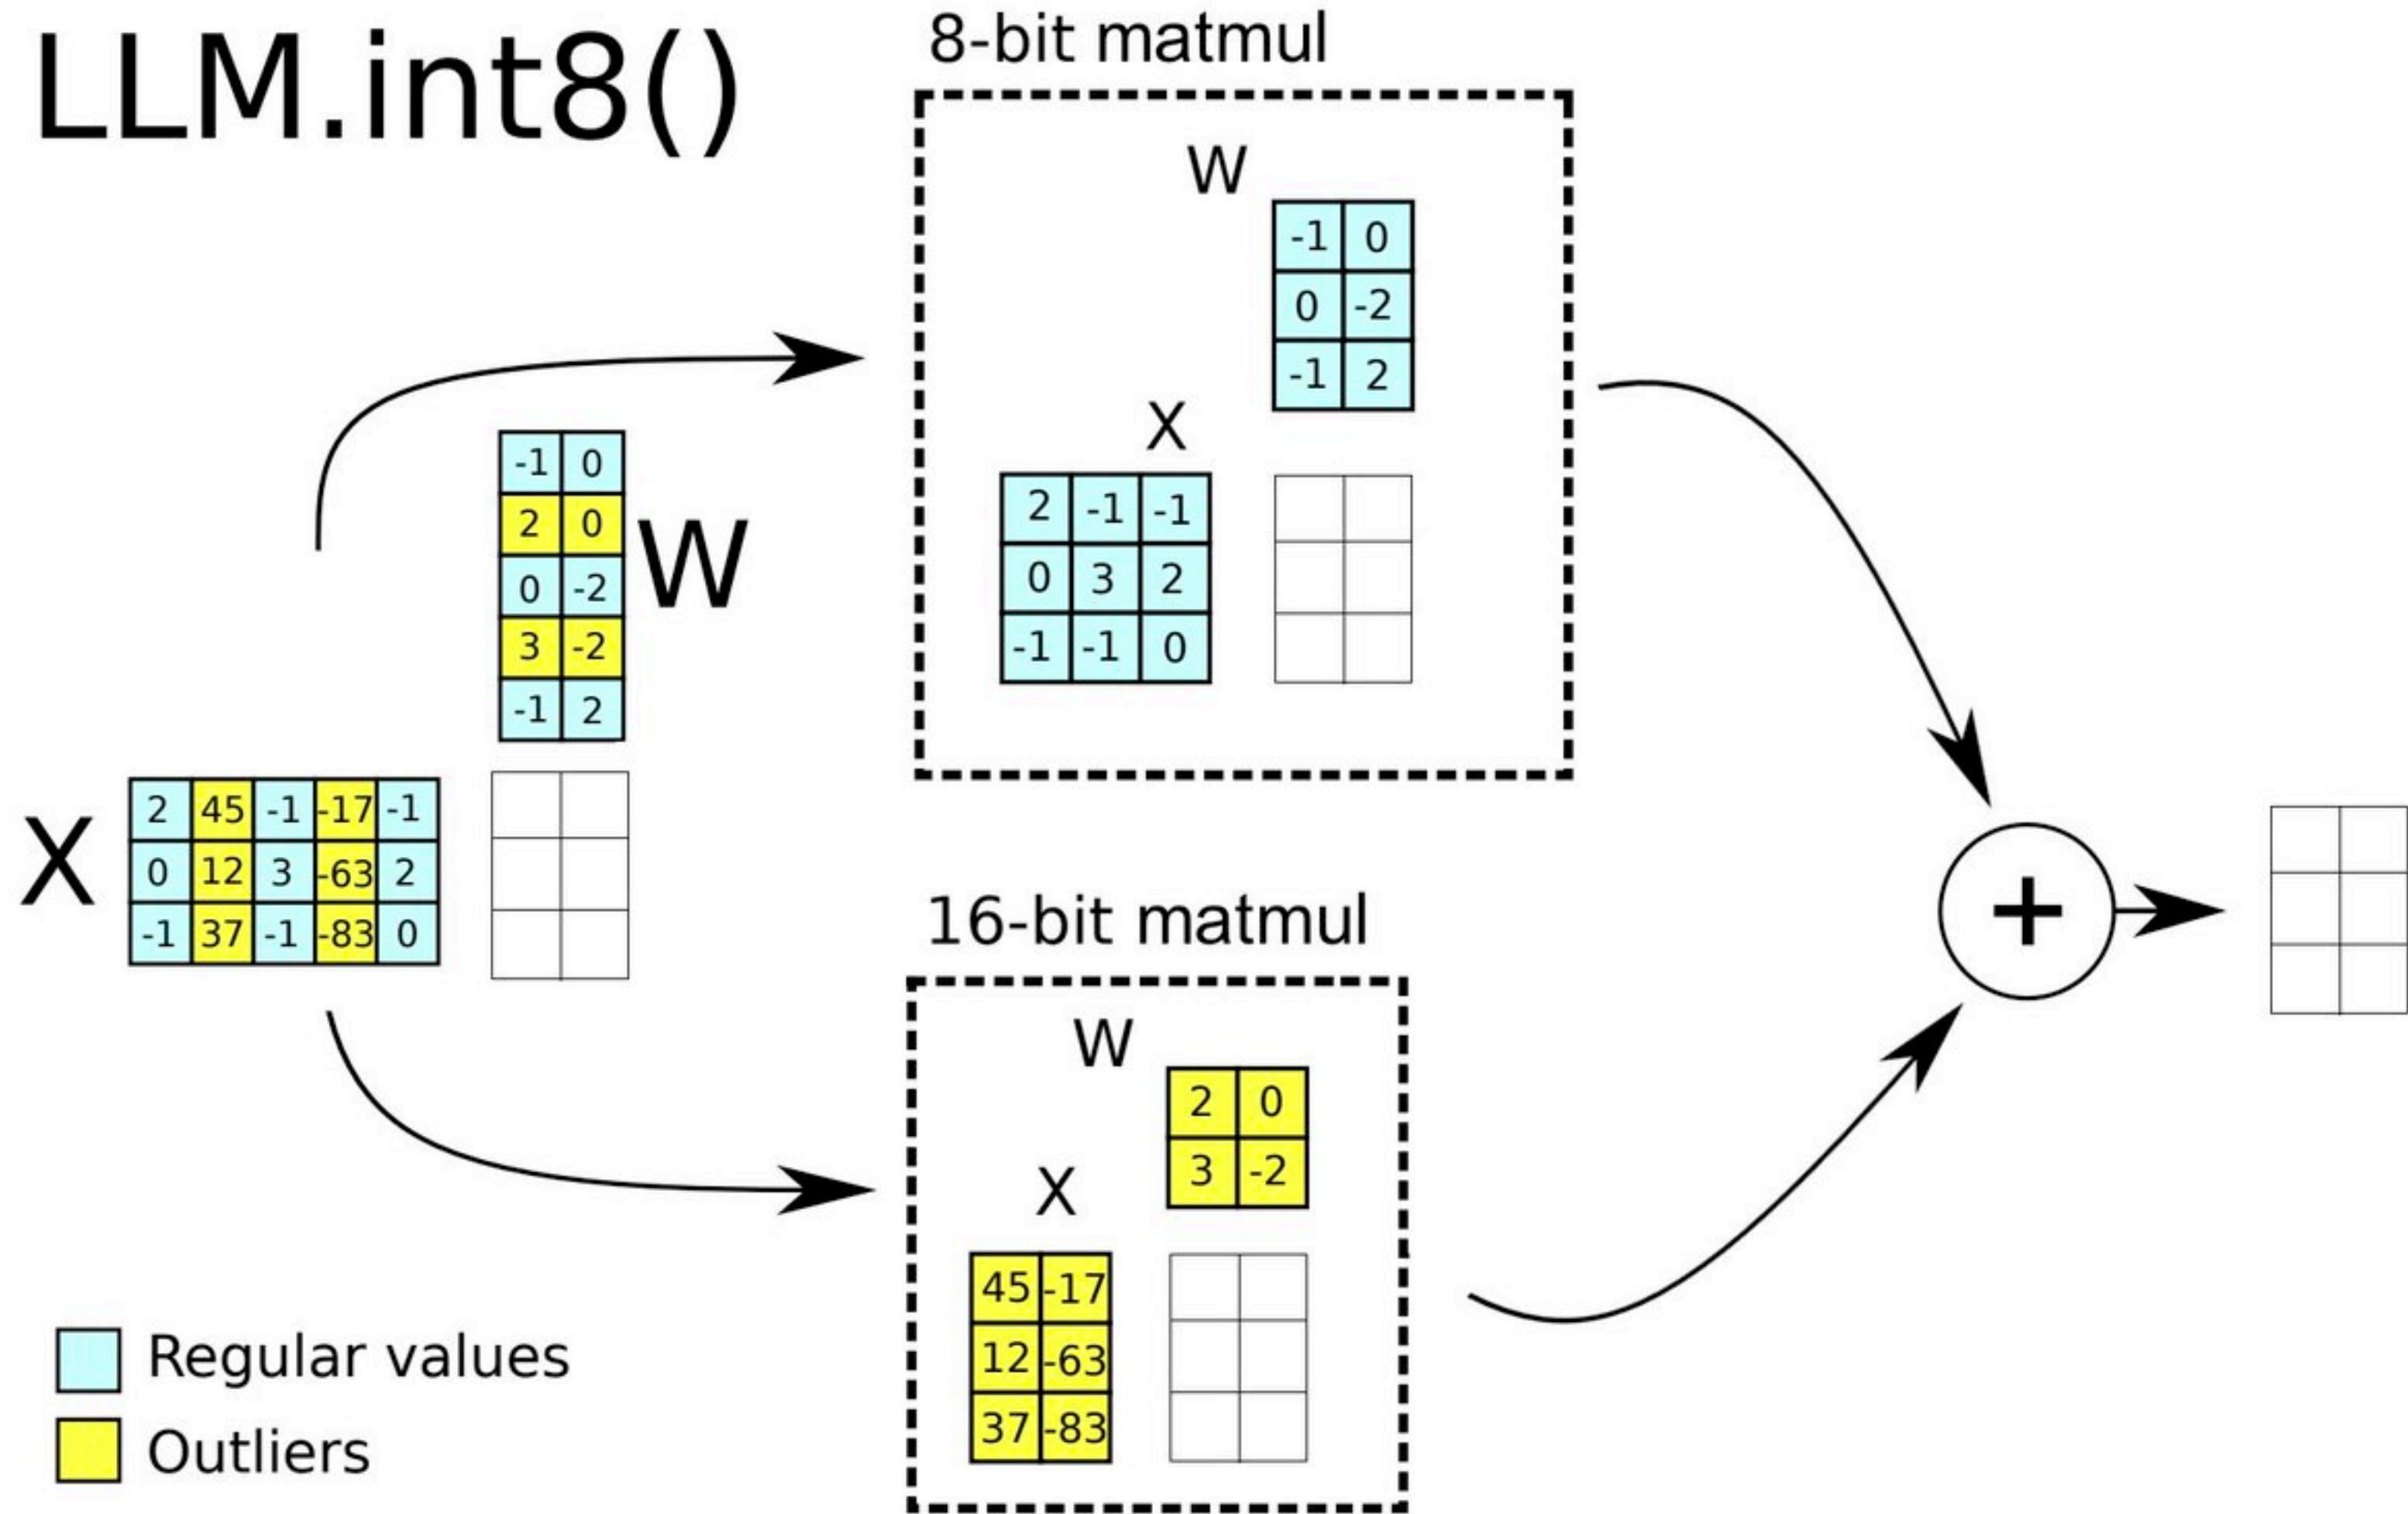 LLM.int8()
8-bit matmul
W
-1 0
0 -2
-1 2
X
2 -1 -1
0 3 2
-1 -1 0
W
-1 0
2 0
0 -2
3 -2
-1 2
X
2 45 -1 -17 -1
0 12 3 -63 2
-1 37 -1 -83 0
+
16-bit matmul
W
2 0
3 -2
X
45 -17
12 -63
37 -83
Regular values
Outliers